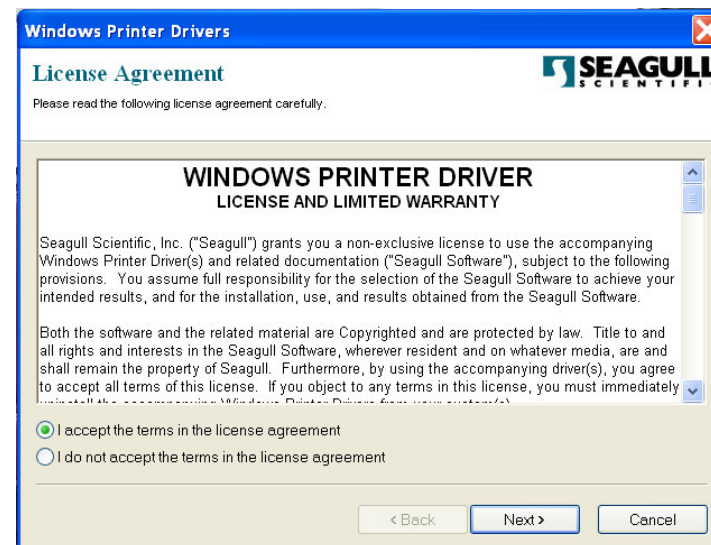 Windows Printer Drivers
License Agreement
SEAGULL
SCIENTIFI
Please read the following license agreement carefully.
WINDOWS PRINTER DRIVER
LICENSE AND LIMITED WARRANTY
Seagull Scientific, Inc. ("Seagull") grants you a non-exclusive license to use the accompanying
Windows Printer Driver(s) and related documentation ("Seagull Software"), subject to the following
provisions.  You assume full responsibility for the selection of the Seagull Software to achieve your
intended results, and for the installation, use, and results obtained from the Seagull Software.
Both the software and the related material are Copyrighted and are protected by law.  Title to and
all rights and interests in the Seagull Software, wherever resident and on whatever media, are and
shall remain the property of Seagull.  Furthermore, by using the accompanying driver(s), you agree
to accept all terms of this license.  If you object to any terms in this license, you must immediately
I accept the terms in the license agreement
I do not accept the terms in the license agreement
< Back
Next >
Cancel